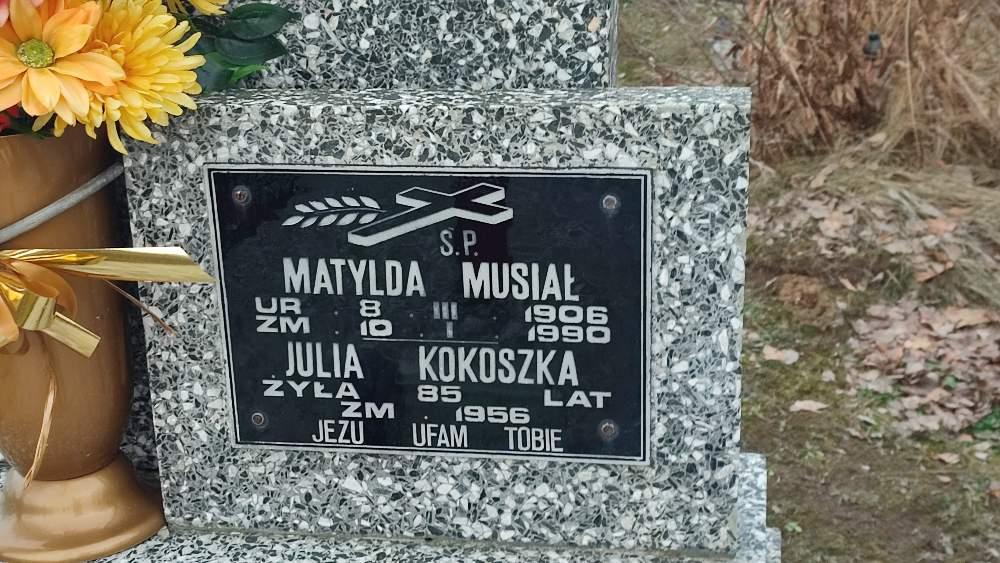 Ś.P.
MATYLDA MUSIAŁ
UR. 8. III. 1906
ZM. 10. I. 1990
JULIA KOKOSZKA
ŻYŁA 85 LAT
ZM. 1956
JEZU UFAM TOBIE